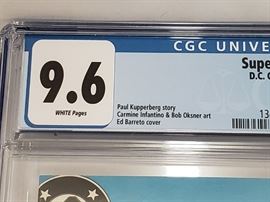 CGC UNIVE
9.6
WHITE Pages
Supe
D.C. C
Paul Kupperberg story
Carmine Infantino & Bob Oksner art
Ed Barreto cover
13